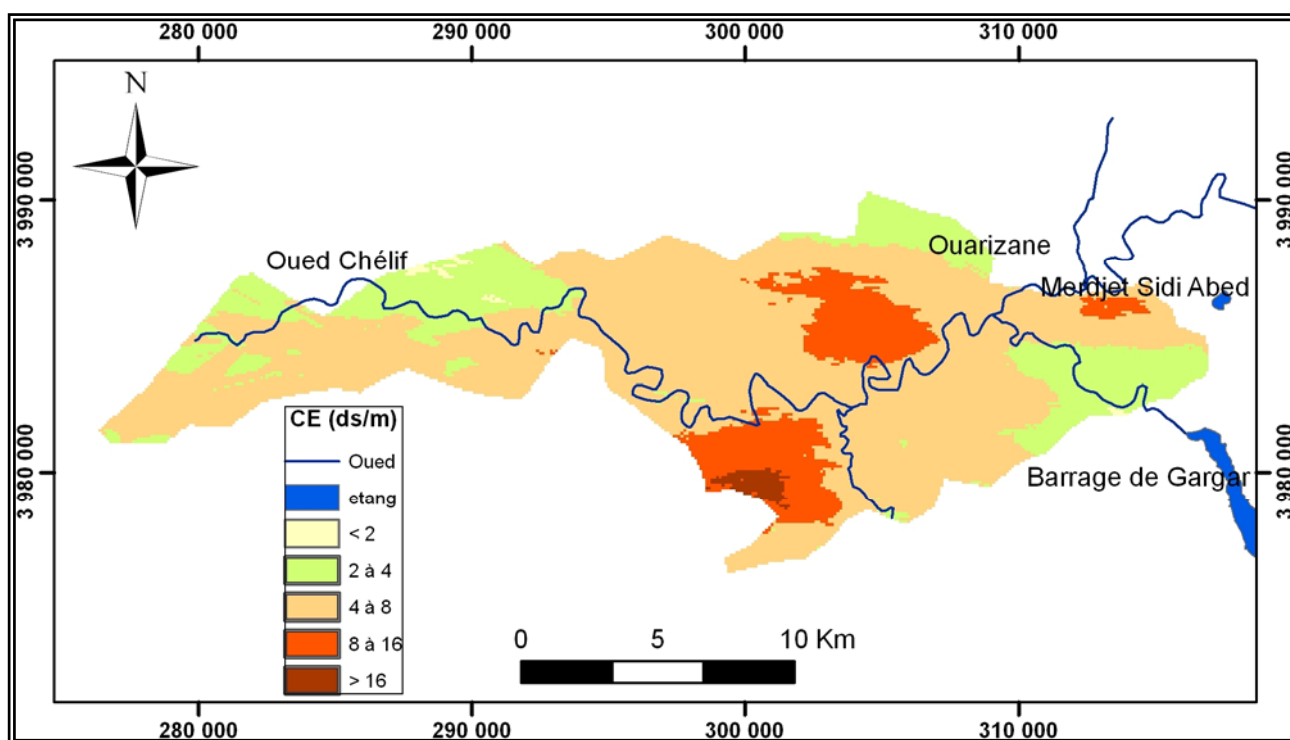 280 000 290 000 300 000 310 000
N
3 990 000 3 990 000
Ouarizane
Oued Chélif
Merdjet Sidi Abed
CE (ds/m)
Oued
etang
< 2
2 à 4
4 à 8
8 à 16
> 16
3 980 000 3 980 000
Barrage de Gargar
0 5 10 Km
280 000 290 000 300 000 310 000